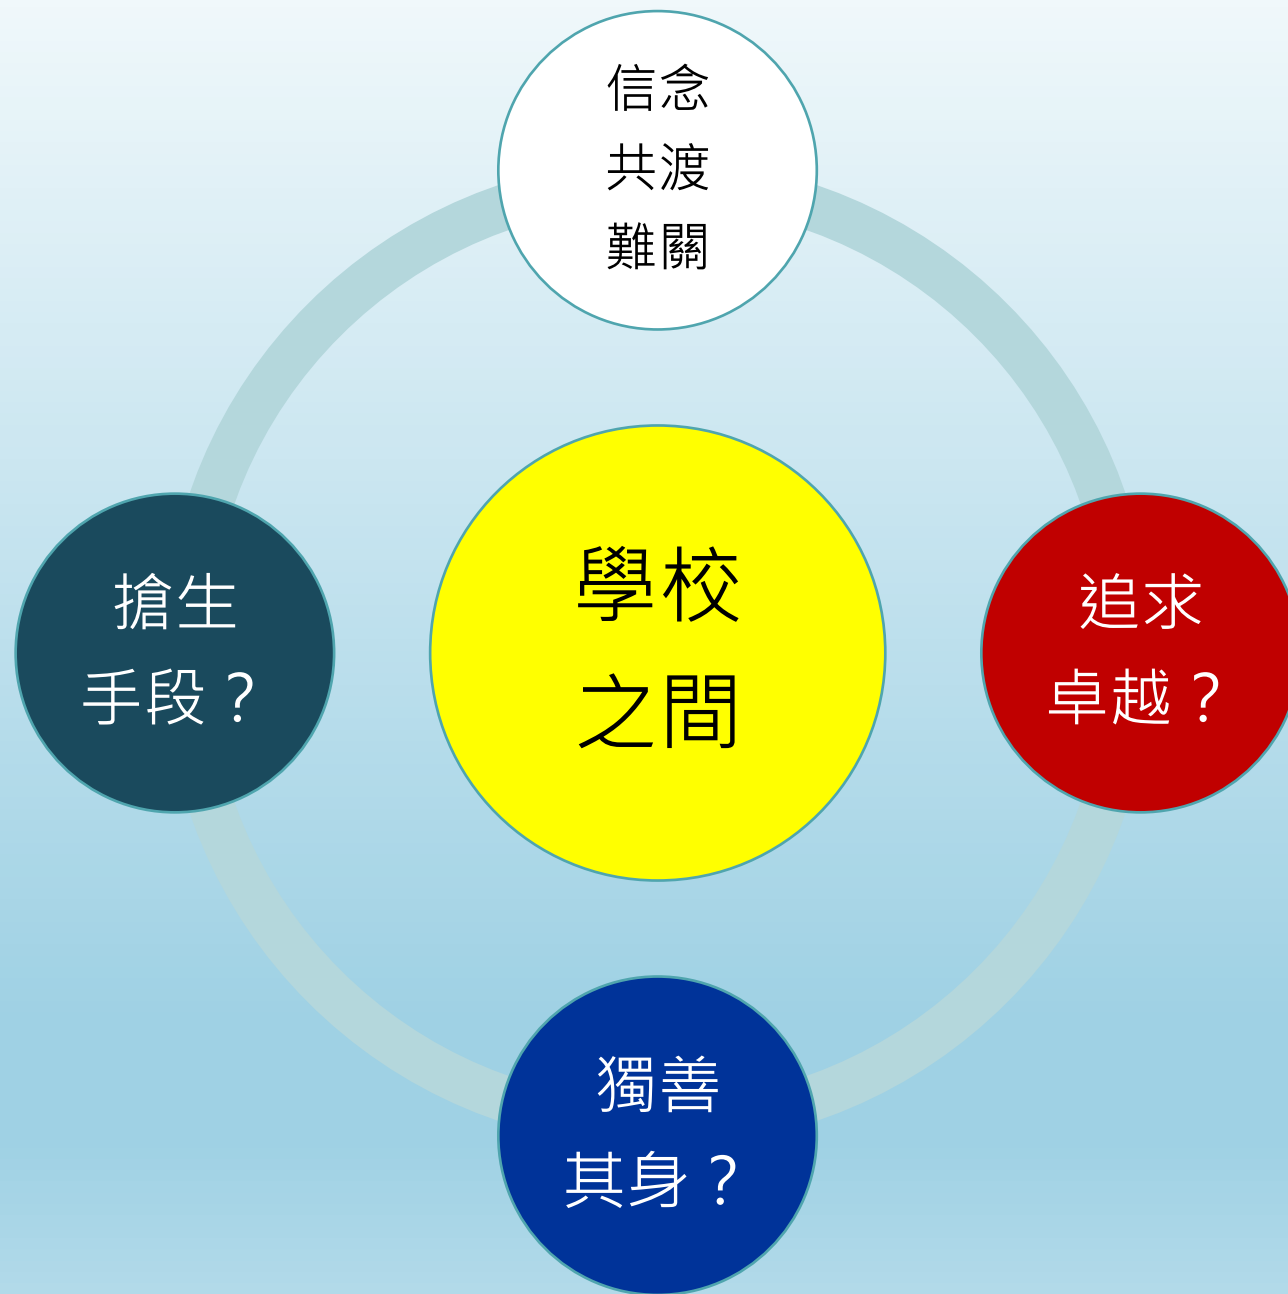 信念
共渡
難關
學校
之間
搶生
手段？
追求
卓越？
獨善
其身？